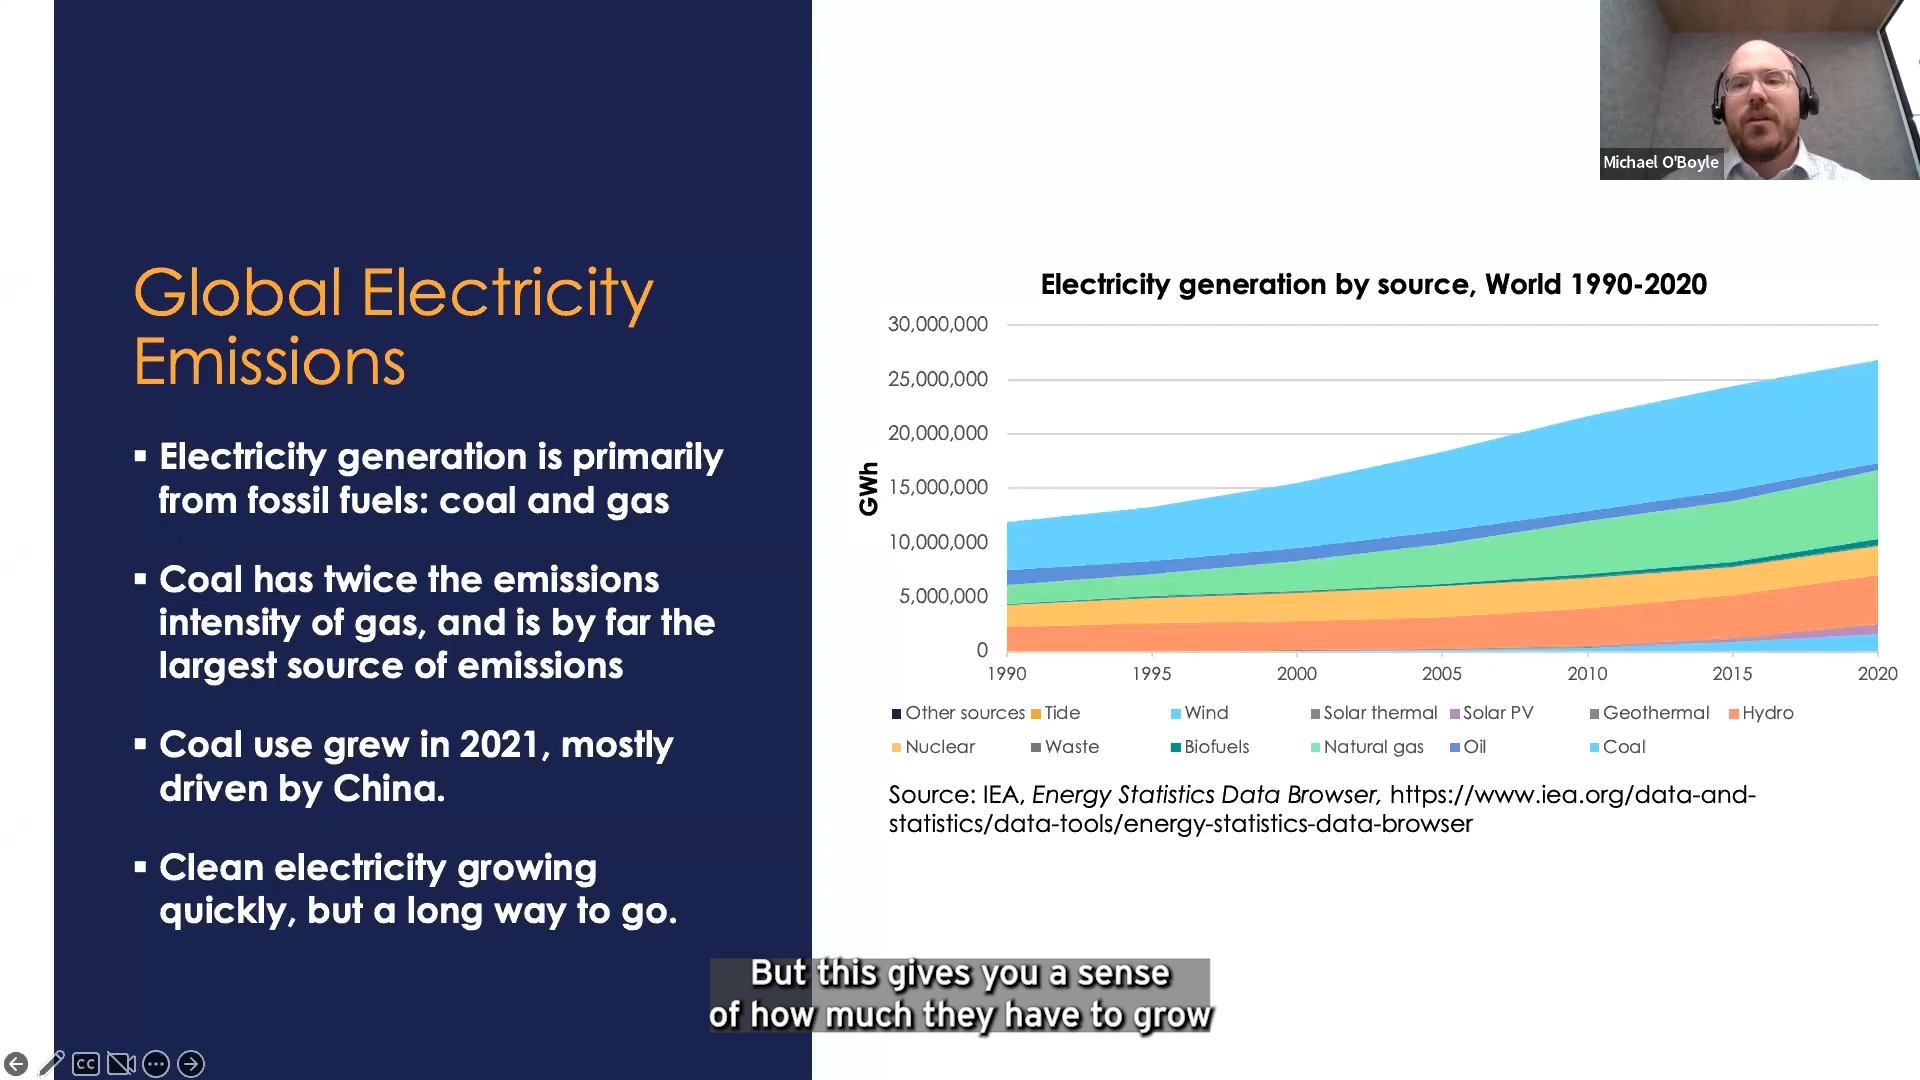 Michael O'Boyle
Global Electricity
Emissions
▪ Electricity generation is primarily
from fossil fuels: coal and gas
▪ Coal has twice the emissions
intensity of gas, and is by far the
largest source of emissions
▪ Coal use grew in 2021, mostly
driven by China.
▪ Clean electricity growing
quickly, but a long way to go.
Electricity generation by source, World 1990-2020
GWh
30,000,000
25,000,000
20,000,000
15,000,000
10,000,000
5,000,000
0
1990 1995 2000 2005 2010 2015 2020
Other sources Tide Wind Solar thermal Solar PV Geothermal Hydro
Nuclear Waste Biofuels Natural gas Oil Coal
Source: IEA, Energy Statistics Data Browser, https://www.iea.org/data-and-
statistics/data-tools/energy-statistics-data-browser
But this gives you a sense
of how much they have to grow
CC